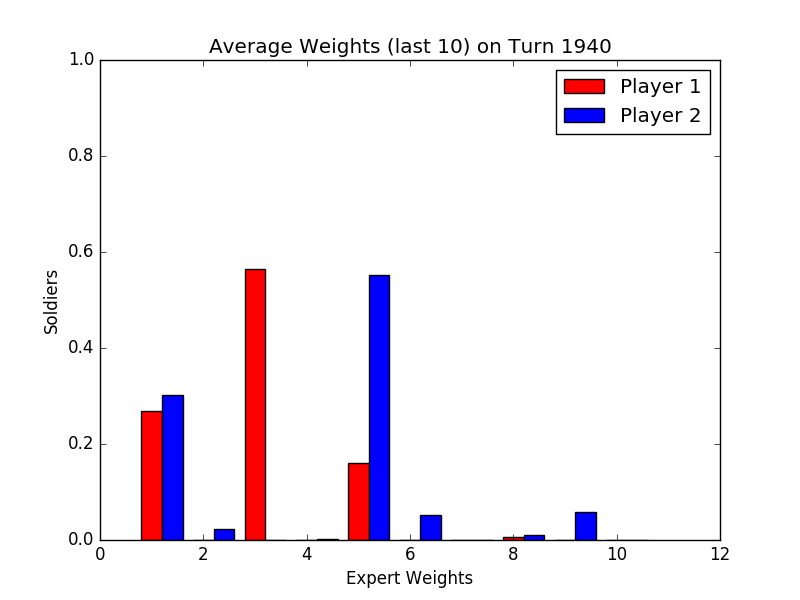 Average Weights (last 10) on Turn 1940
1.0
Player 1
Player 2
0.8
0.6
Soldiers
0.4
0.2
0.0
0 2 4 6 8 10 12
Expert Weights